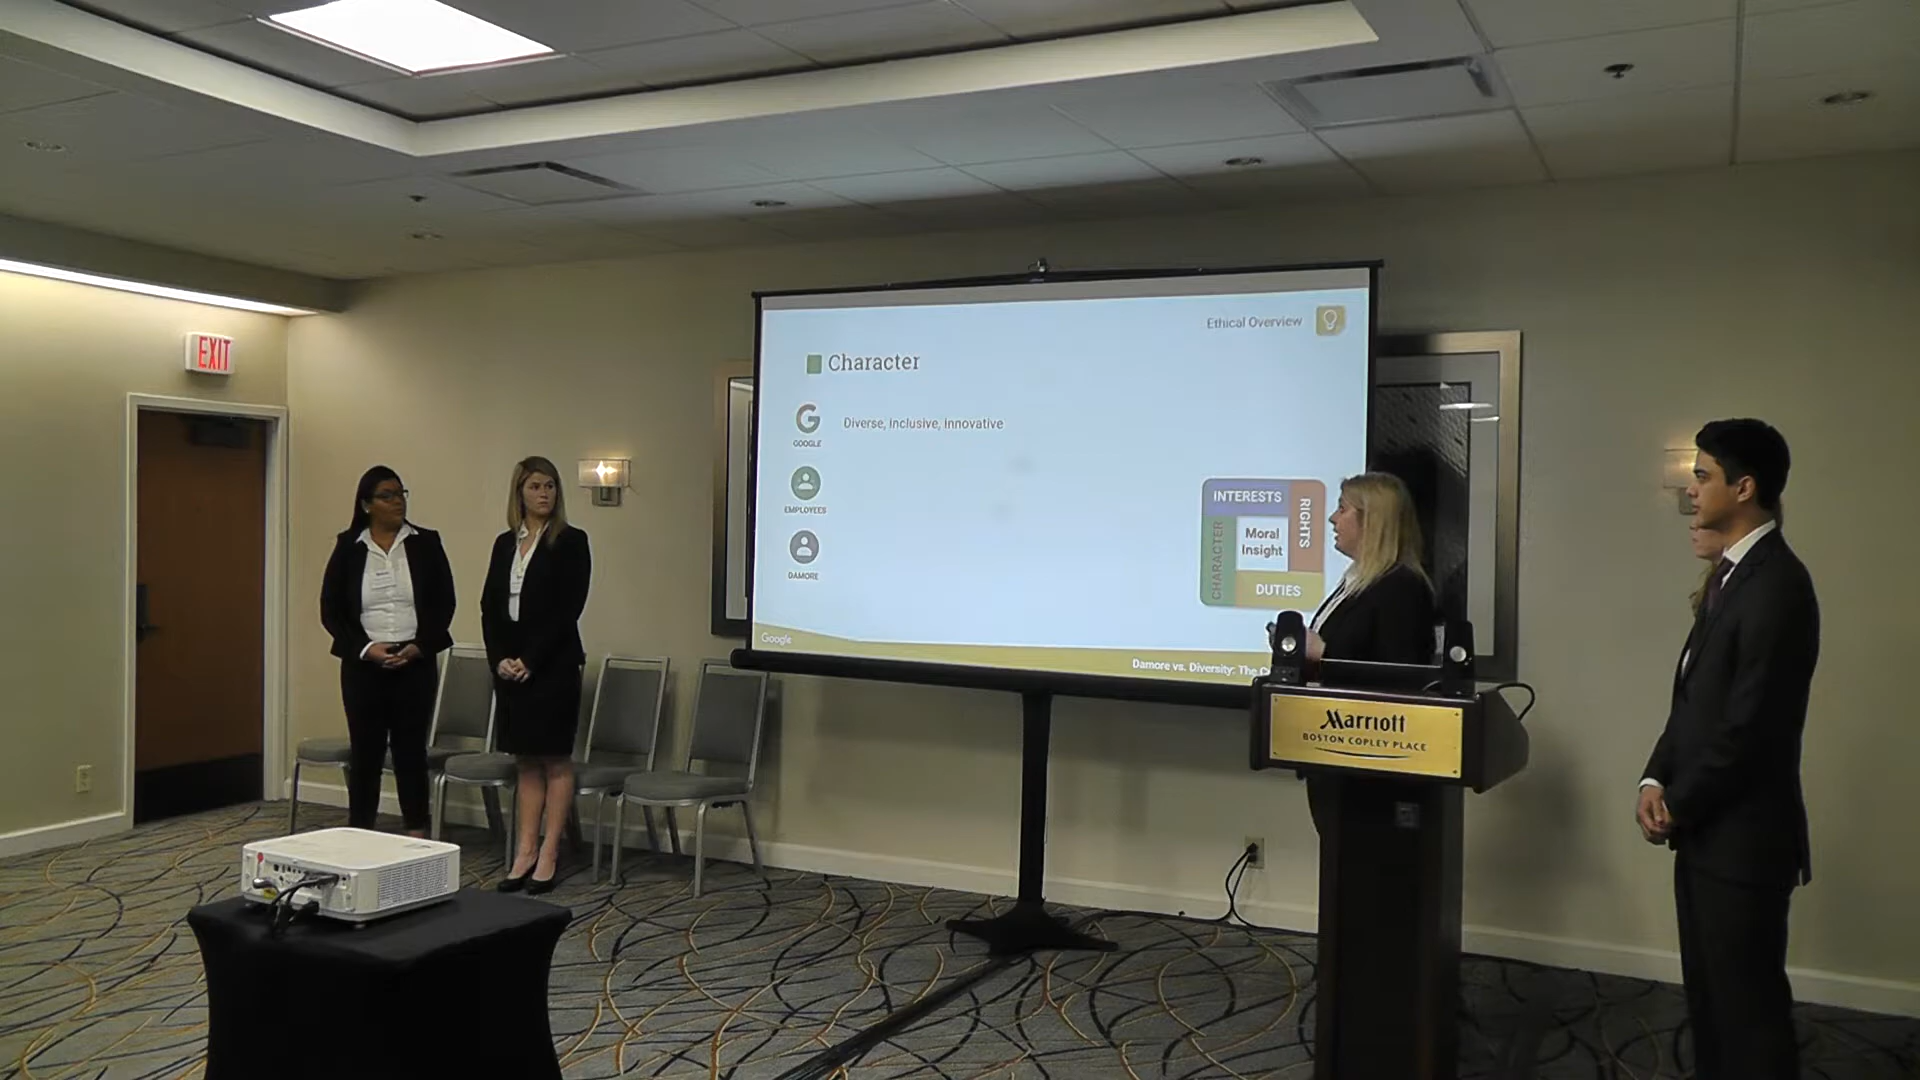 EXIT
Ethical Overview
Character
GOOGLE
Diverse, Inclusive, Innovative
EMPLOYEES
DAMORE
INTERESTS
RIGHTS
CHARACTER
Moral
Insight
DUTIES
Google
Damore vs. Diversity: The
Marriott
BOSTON COPLEY PLACE